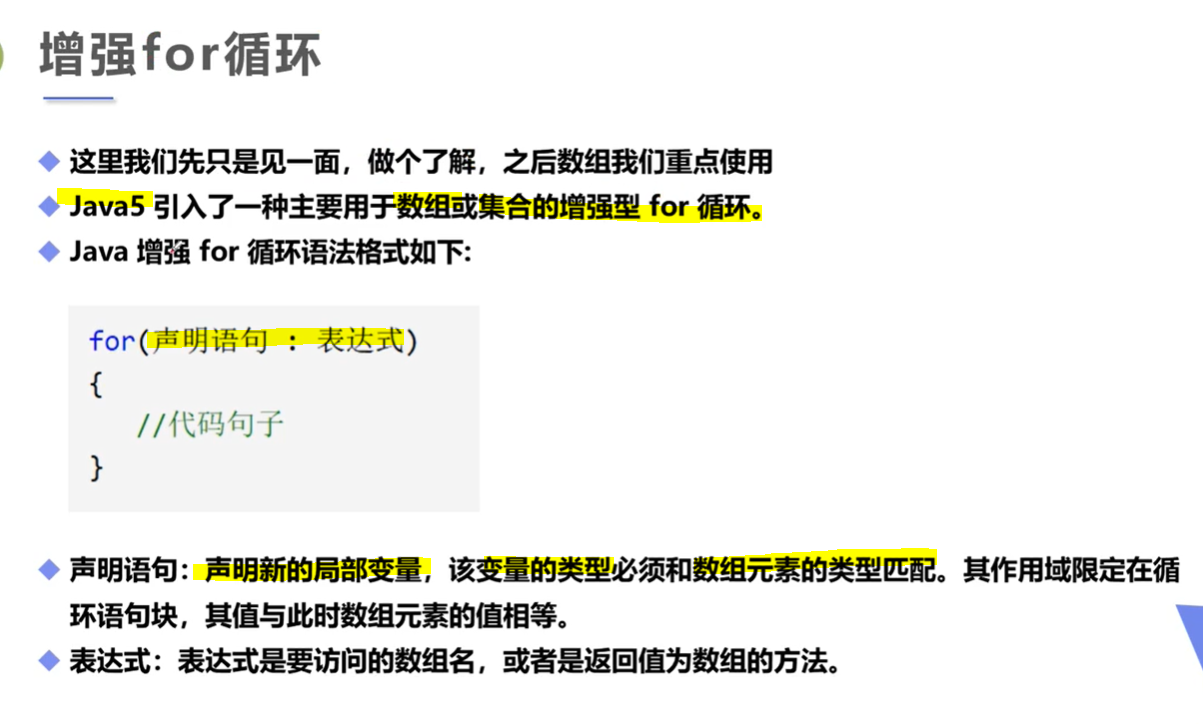 增强for循环
这里我们先只是见一面，做个了解，之后数组我们重点使用
Java5 引入了一种主要用于数组或集合的增强型 for 循环。
Java 增强 for 循环语法格式如下:
for(声明语句 : 表达式)
{
//代码句子
}
声明语句：声明新的局部变量，该变量的类型必须和数组元素的类型匹配。其作用域限定在循
环语句块，其值与此时数组元素的值相等。
表达式：表达式是要访问的数组名，或者是返回值为数组的方法。